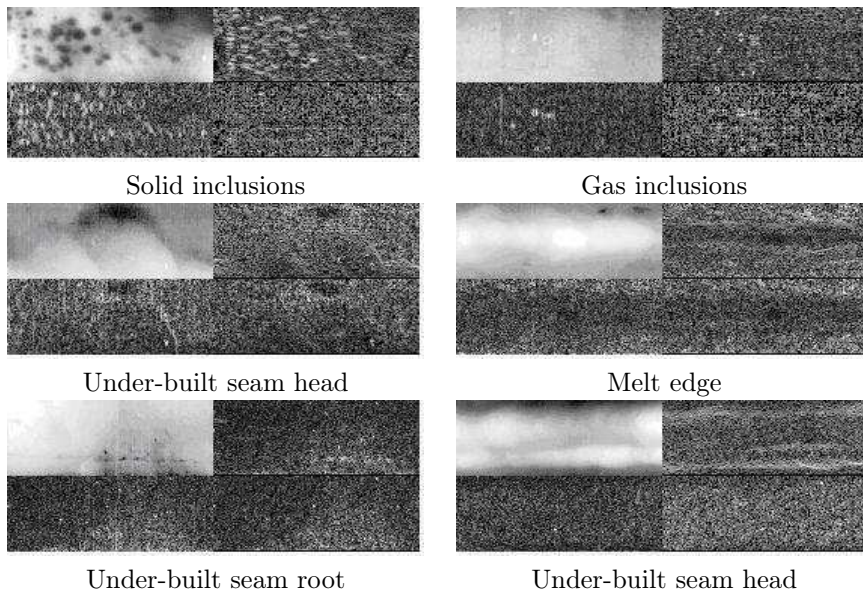 Solid inclusions
Gas inclusions
Under-built seam head
Melt edge
Under-built seam root
Under-built seam head